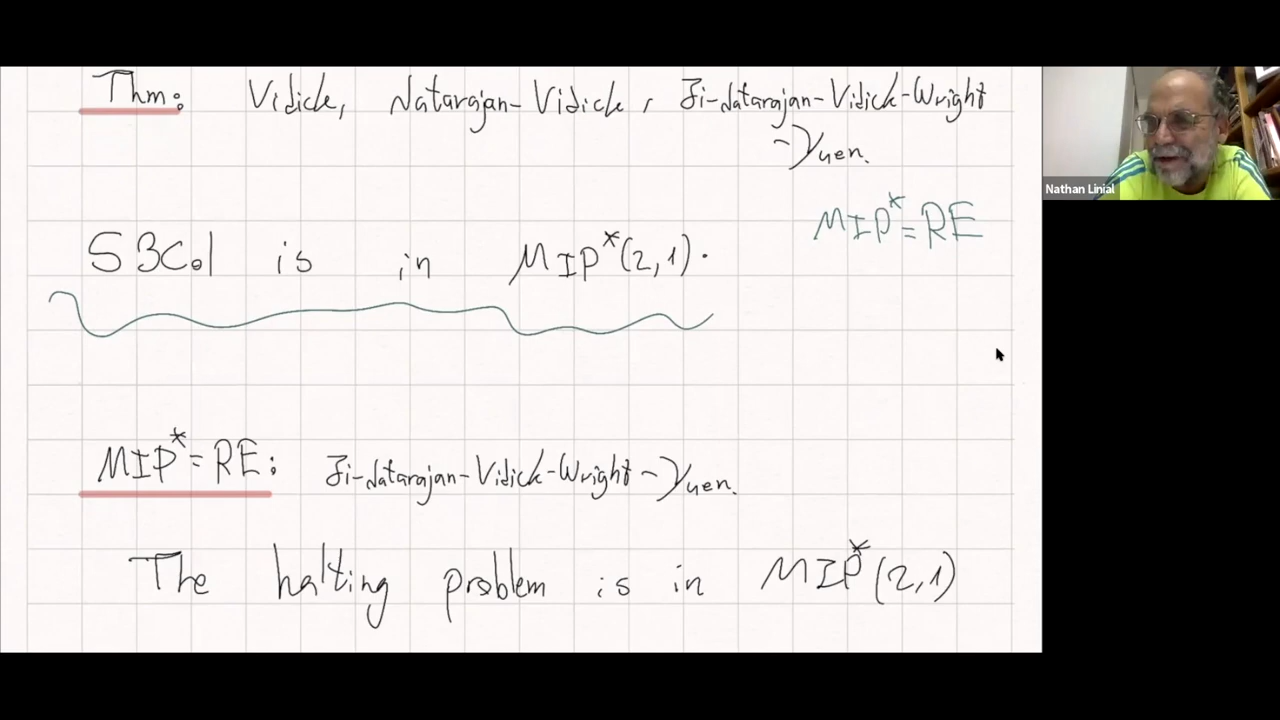 Thm: Vidick, Natarajan-Vidick, Ji-Natarajan-Vidick-Wright
-Yuen.
MIP*=RE
S3Col is in MIP*(2,1).
MIP*=RE: Ji-Natarajan-Vidick-Wright-Yuen.
The halting problem is in MIP*(2,1)
Nathan Linial